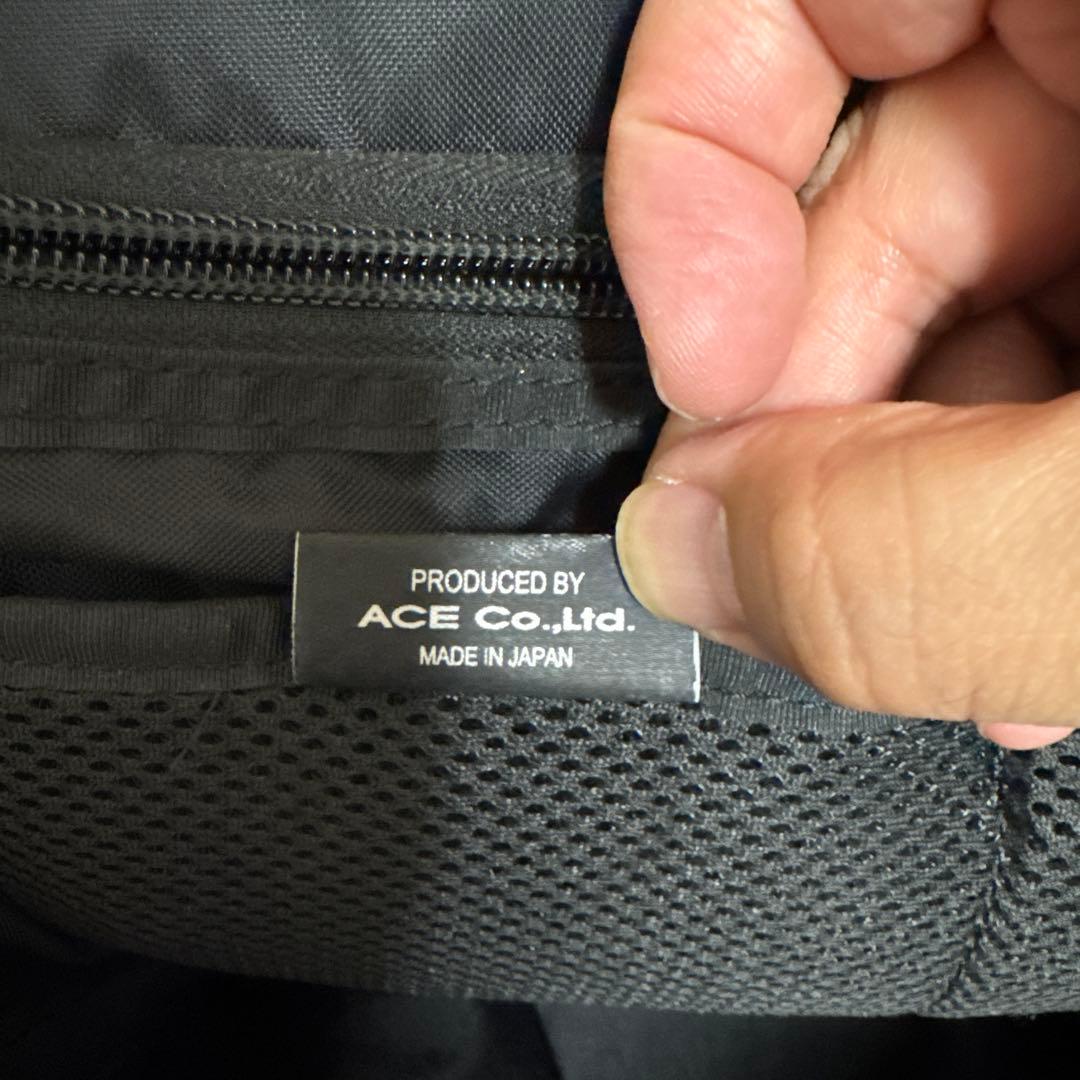 PRODUCED BY
ACE Co.,Ltd.
MADE IN JAPAN